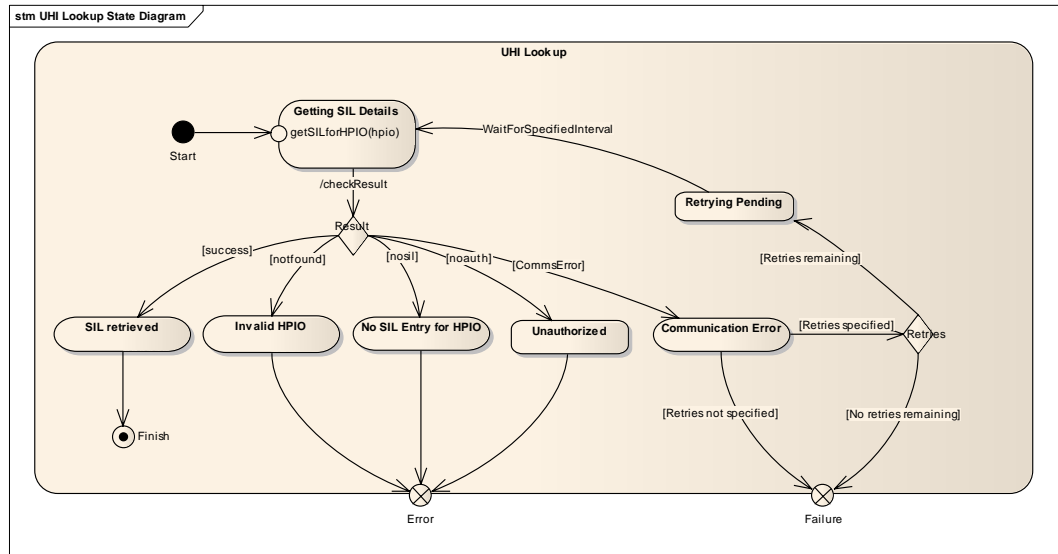 stm UHI Lookup State Diagram
UHI Lookup
Getting SIL Details
getSILforHPIO(hpio)
WaitForSpecifiedInterval
Start
/checkResult
Retrying Pending
Result
[success]
[notfound]
[nosil]
[noauth]
[CommsError]
[Retries remaining]
SIL retrieved
Invalid HPIO
No SIL Entry for HPIO
Unauthorized
Communication Error
[Retries specified]
Retries
[Retries not specified]
[No retries remaining]
Finish
Error
Failure